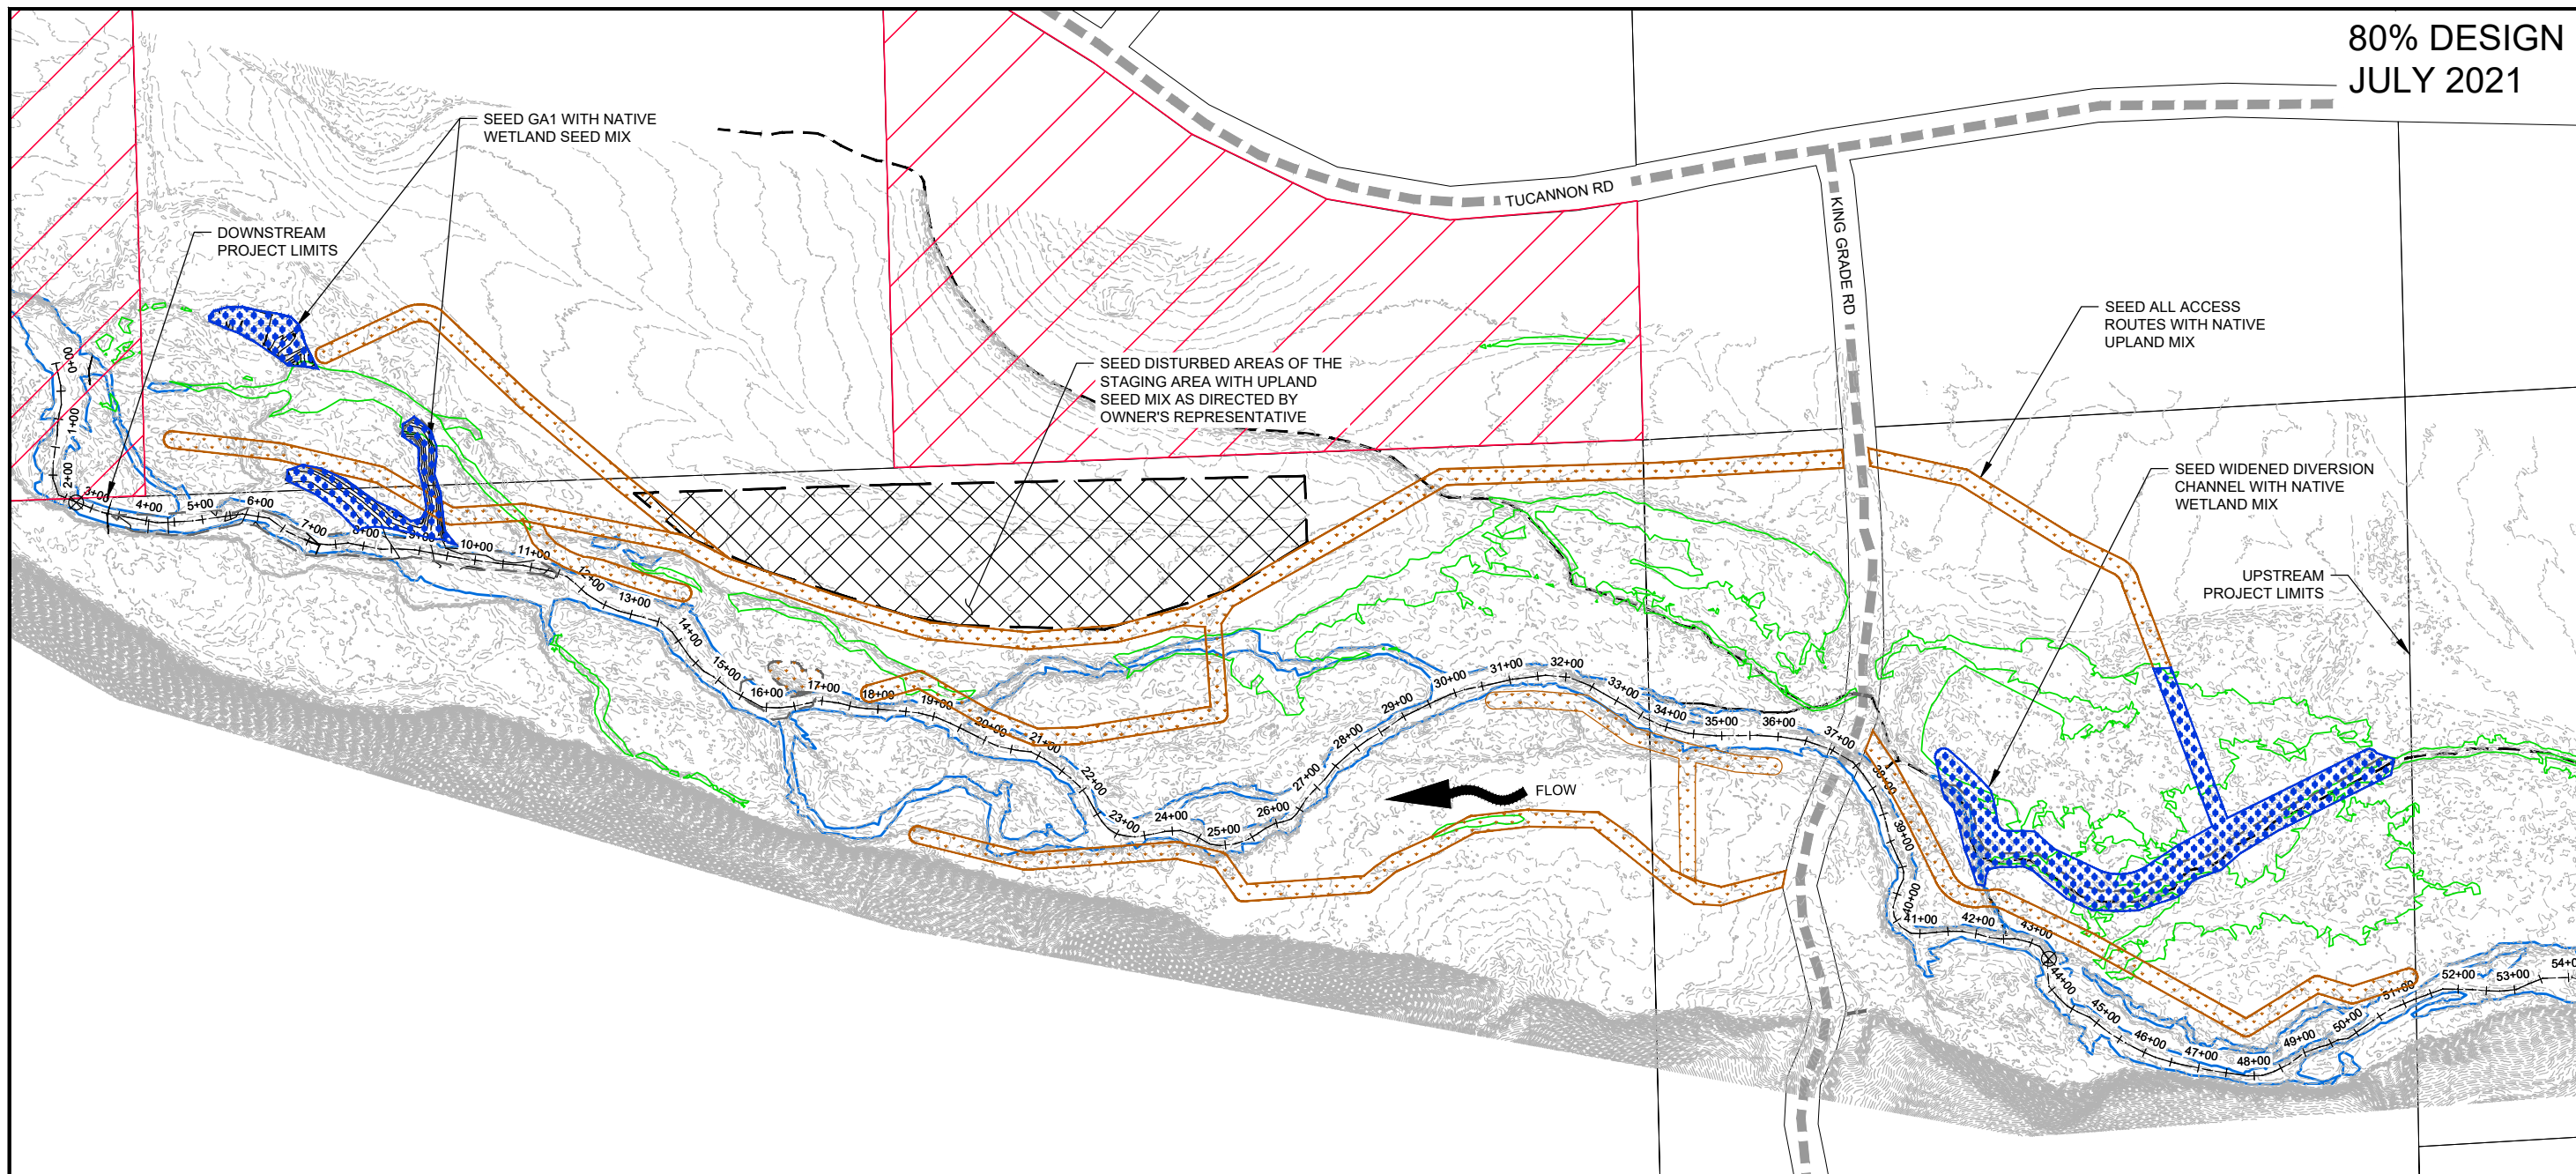 80% DESIGN
JULY 2021
SEED GA1 WITH NATIVE
WETLAND SEED MIX
DOWNSTREAM
PROJECT LIMITS
TUCANNON RD
KING GRADE RD
SEED ALL ACCESS
ROUTES WITH NATIVE
UPLAND MIX
SEED DISTURBED AREAS OF THE
STAGING AREA WITH UPLAND
SEED MIX AS DIRECTED BY
OWNER'S REPRESENTATIVE
SEED WIDENED DIVERSION
CHANNEL WITH NATIVE
WETLAND MIX
UPSTREAM
PROJECT LIMITS
FLOW
0+00
1+00
2+00
3+00
4+00
5+00
6+00
7+00
8+00
9+00
10+00
11+00
12+00
13+00
14+00
15+00
16+00
17+00
18+00
19+00
20+00
21+00
22+00
23+00
24+00
25+00
26+00
27+00
28+00
29+00
30+00
31+00
32+00
33+00
34+00
35+00
36+00
37+00
38+00
39+00
40+00
41+00
42+00
43+00
44+00
45+00
46+00
47+00
48+00
49+00
50+00
51+00
52+00
53+00
54+0